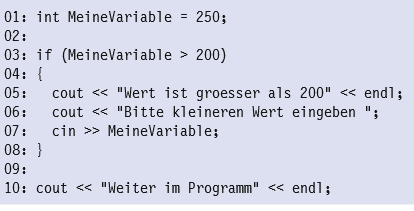 01: int MeineVariable = 250;
02:
03: if (MeineVariable > 200)
04: {
05:   cout << "Wert ist groesser als 200" << endl;
06:   cout << "Bitte kleineren Wert eingeben ";
07:   cin >> MeineVariable;
08: }
09:
10: cout << "Weiter im Programm" << endl;